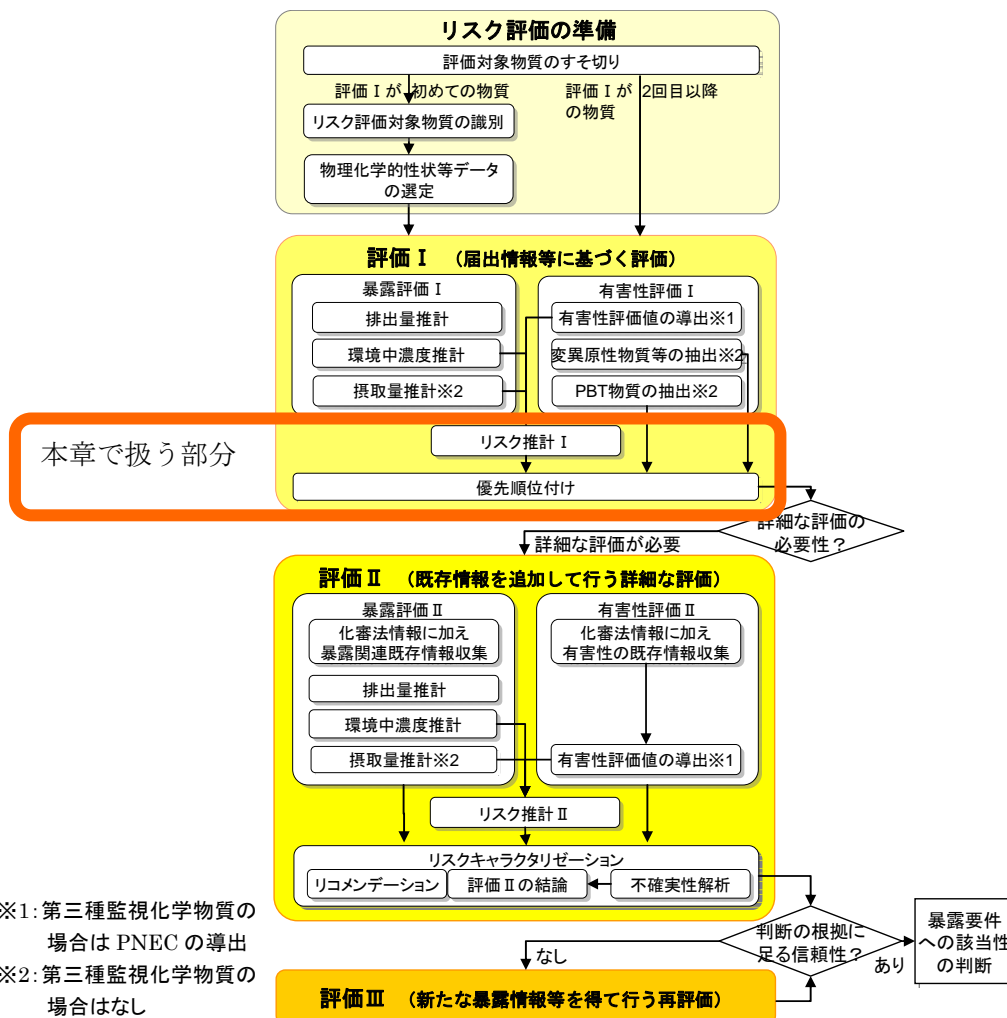 リスク評価の準備
評価対象物質のすそ切り
評価Ⅰが 初めての物質
評価Ⅰが 2回目以降
の物質
リスク評価対象物質の識別
物理化学的性状等データ
の選定
評価Ⅰ （届出情報等に基づく評価）
暴露評価Ⅰ
排出量推計
環境中濃度推計
摂取量推計※2
有害性評価Ⅰ
有害性評価値の導出※1
変異原性物質等の抽出※2
PBT物質の抽出※2
本章で扱う部分
リスク推計Ⅰ
優先順位付け
詳細な評価の
必要性？
詳細な評価が必要
評価Ⅱ （既存情報を追加して行う詳細な評価）
暴露評価Ⅱ
化審法情報に加え
暴露関連既存情報収集
排出量推計
環境中濃度推計
摂取量推計※2
有害性評価Ⅱ
化審法情報に加え
有害性の既存情報収集
有害性評価値の導出※1
リスク推計Ⅱ
リスクキャラクタリゼーション
リコメンデーション
評価Ⅱの結論
不確実性解析
判断の根拠に
足る信頼性？
なし
あり
暴露要件
への該当性
の判断
評価Ⅲ （新たな暴露情報等を得て行う再評価）
※1：第三種監視化学物質の
場合は PNEC の導出
※2：第三種監視化学物質の
場合はなし